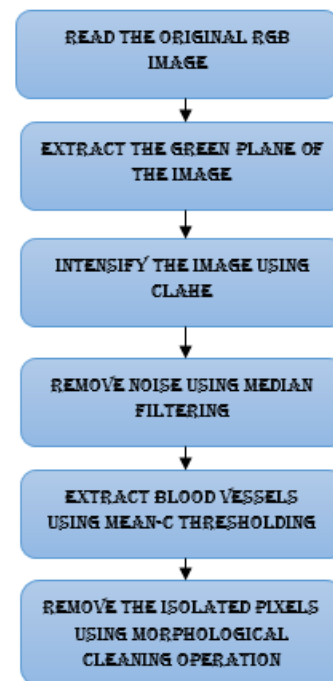 READ THE ORIGINAL RGB
IMAGE
EXTRACT THE GREEN PLANE OF
THE IMAGE
INTENSIFY THE IMAGE USING
CLAHE
REMOVE NOISE USING MEDIAN
FILTERING
EXTRACT BLOOD VESSELS
USING MEAN-C THRESHOLDING
REMOVE THE ISOLATED PIXELS
USING MORPHOLOGICAL
CLEANING OPERATION